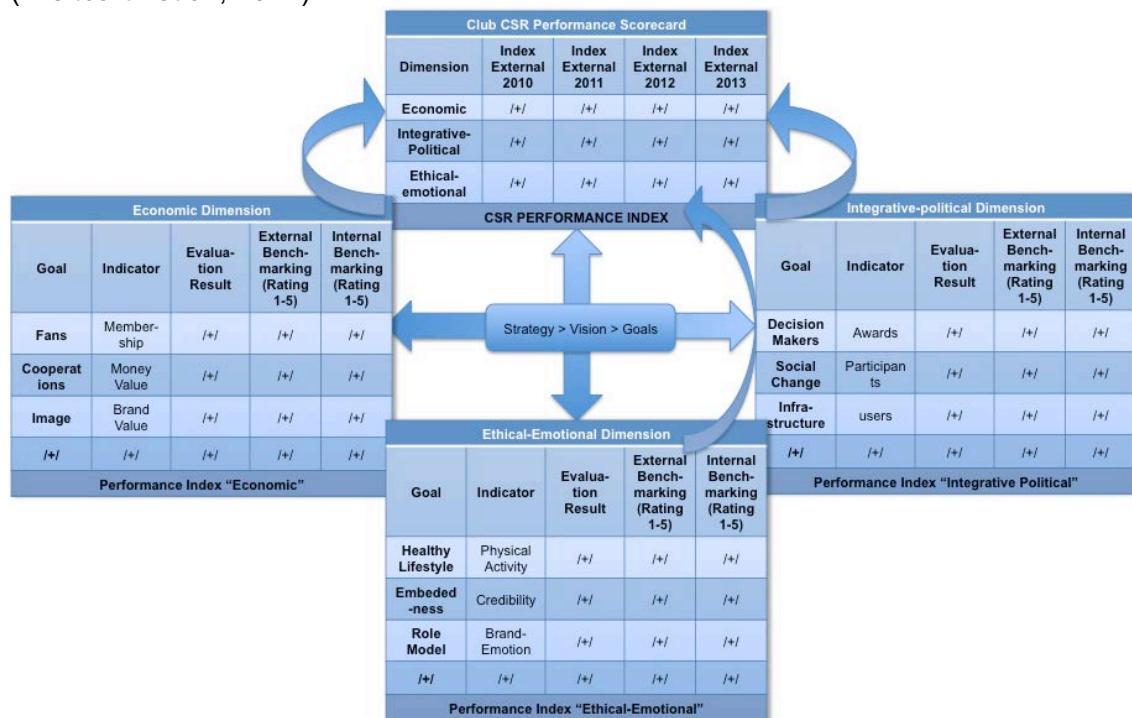 Club CSR Performance Scorecard
Dimension
Index
External
2010
Index
External
2011
Index
External
2012
Index
External
2013
Economic /+/ /+/ /+/ /+/
Integrative-
Political
/+/ /+/ /+/ /+/
Ethical-
emotional
/+/ /+/ /+/ /+/
CSR PERFORMANCE INDEX
Economic Dimension
Goal
Indicator
Evalua-
tion
Result
External
Bench-
marking
(Rating
1-5)
Internal
Bench-
marking
(Rating
1-5)
Fans
Member-
ship
/+/ /+/ /+/
Cooperat
ions
Money
Value
/+/ /+/ /+/
Image
Brand
Value
/+/ /+/ /+/
/+/ /+/ /+/ /+/ /+/
Performance Index “Economic”
Strategy > Vision > Goals
Integrative-political Dimension
Goal
Indicator
Evalua-
tion
Result
External
Bench-
marking
(Rating
1-5)
Internal
Bench-
marking
(Rating
1-5)
Decision
Makers
Awards
/+/ /+/ /+/
Social
Change
Participan
ts
/+/ /+/ /+/
Infra-
structure
users
/+/ /+/ /+/
/+/ /+/ /+/ /+/ /+/
Performance Index “Integrative Political”
Ethical-Emotional Dimension
Goal
Indicator
Evalua-
tion
Result
External
Bench-
marking
(Rating
1-5)
Internal
Bench-
marking
(Rating
1-5)
Healthy
Lifestyle
Physical
Activity
/+/ /+/ /+/
Embeded
-ness
Credibility
/+/ /+/ /+/
Role
Model
Brand-
Emotion
/+/ /+/ /+/
/+/ /+/ /+/ /+/ /+/
Performance Index “Ethical-Emotional”